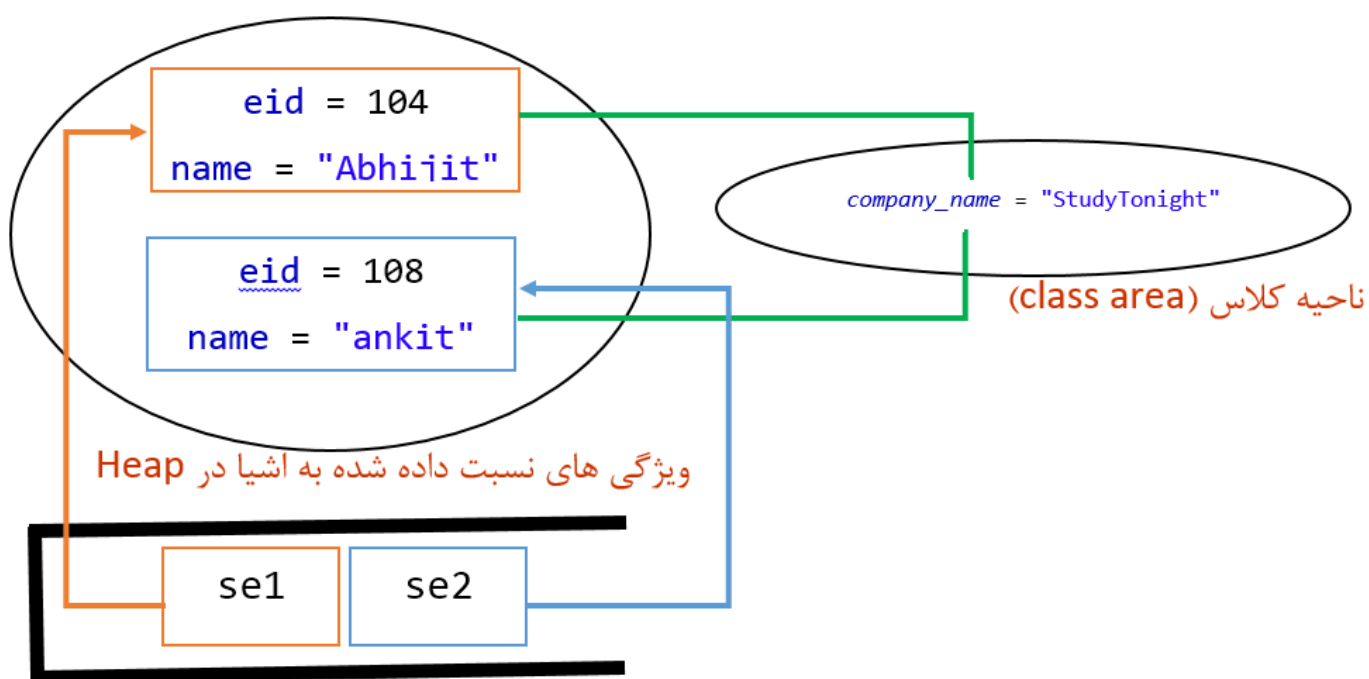 eid = 104
name = "Abhijit"
company_name = "StudyTonight"
eid = 108
name = "ankit"
ناحیه کلاس (class area)
ویژگی های نسبت داده شده به اشیا در Heap
se1
se2